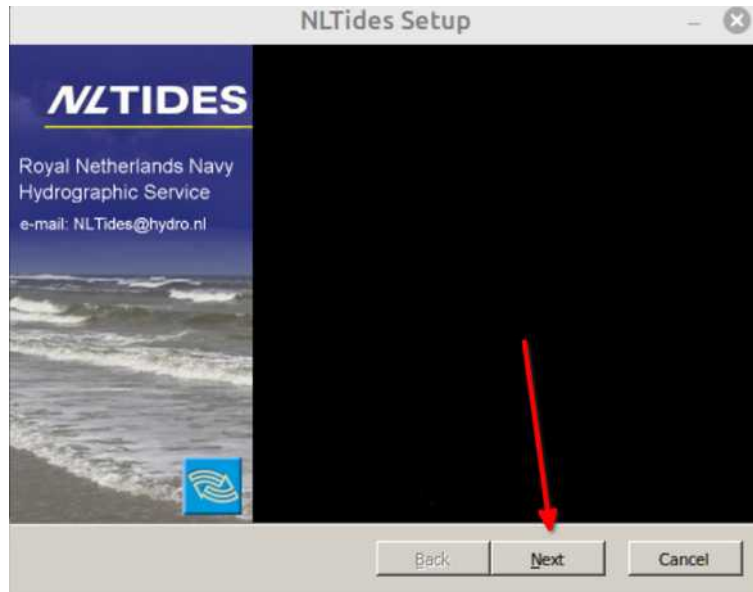 NLTides Setup
NLTIDES
Royal Netherlands Navy
Hydrographic Service
e-mail: NLTides@hydro.nl
Back
Next
Cancel